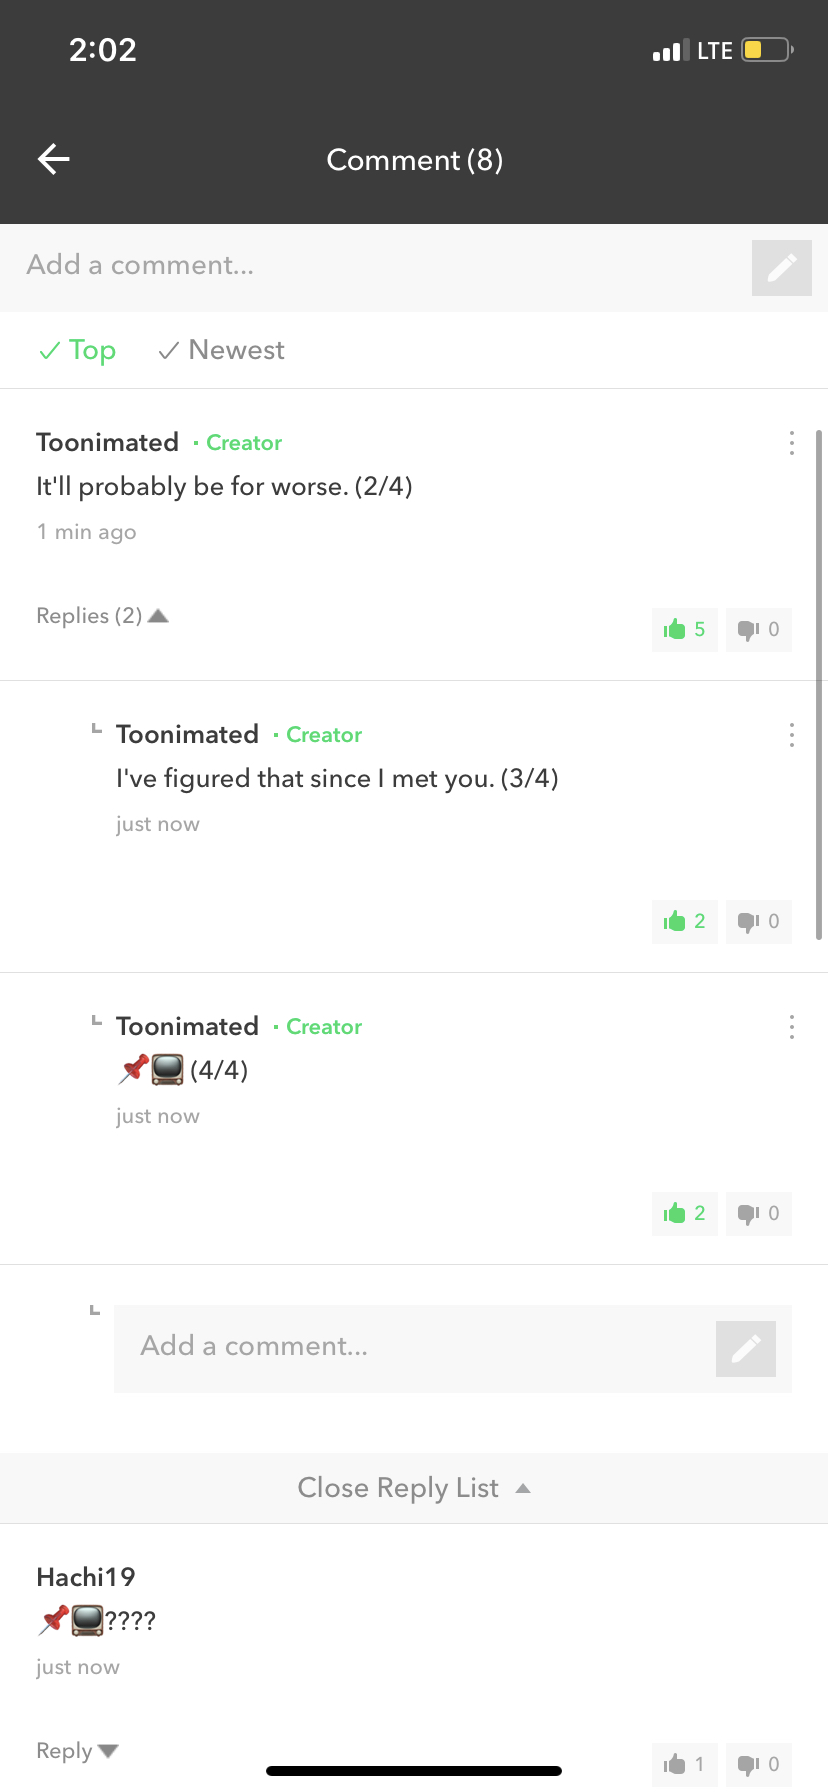 2:02
LTE
Comment (8)
Add a comment...
Top
Newest
Toonimated · Creator
It'll probably be for worse. (2/4)
1 min ago
Replies (2)
5
0
Toonimated · Creator
I've figured that since I met you. (3/4)
just now
2
0
Toonimated · Creator
📌📺 (4/4)
just now
2
0
Add a comment...
Close Reply List
Hachi19
📌📺????
just now
Reply
1
0